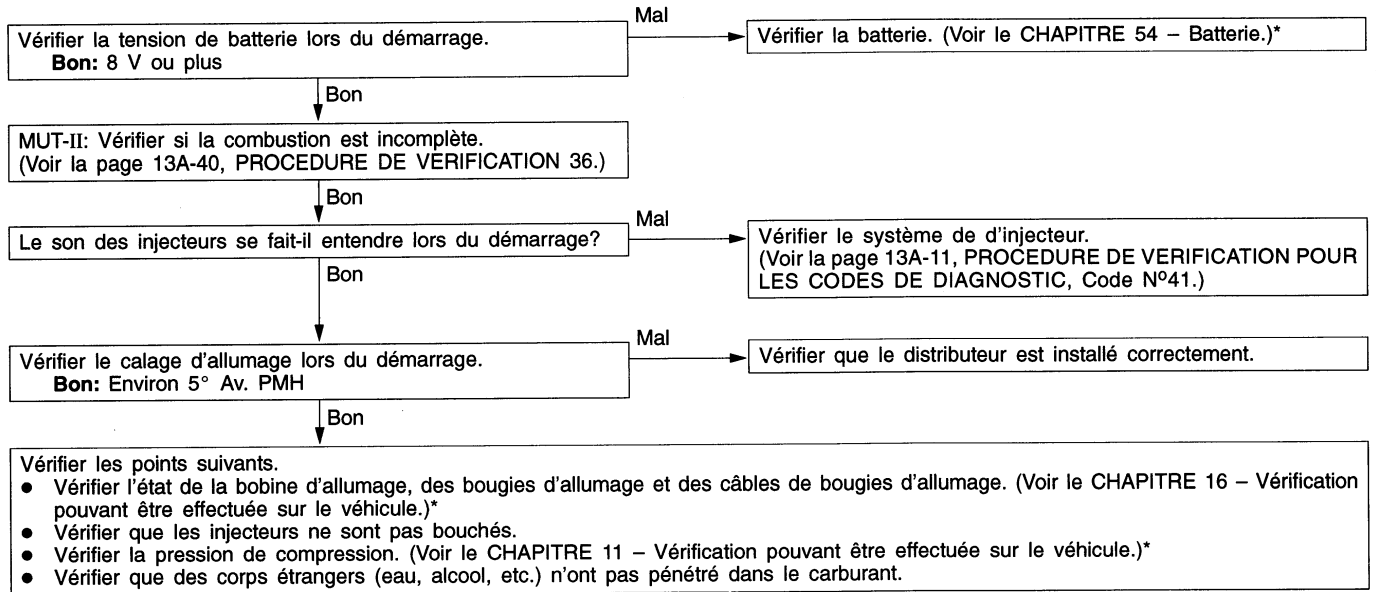 Vérifier la tension de batterie lors du démarrage.
Bon: 8 V ou plus
Mal
Vérifier la batterie. (Voir le CHAPITRE 54 – Batterie.)*
Bon
MUT-II: Vérifier si la combustion est incomplète.
(Voir la page 13A-40, PROCEDURE DE VERIFICATION 36.)
Bon
Le son des injecteurs se fait-il entendre lors du démarrage?
Mal
Vérifier le système de d'injecteur.
(Voir la page 13A-11, PROCEDURE DE VERIFICATION POUR
LES CODES DE DIAGNOSTIC, Code Nº41.)
Bon
Vérifier le calage d'allumage lors du démarrage.
Bon: Environ 5° Av. PMH
Mal
Vérifier que le distributeur est installé correctement.
Bon
Vérifier les points suivants.
● Vérifier l'état de la bobine d'allumage, des bougies d'allumage et des câbles de bougies d'allumage. (Voir le CHAPITRE 16 – Vérification
pouvant être effectuée sur le véhicule.)*
● Vérifier que les injecteurs ne sont pas bouchés.
● Vérifier la pression de compression. (Voir le CHAPITRE 11 – Vérification pouvant être effectuée sur le véhicule.)*
● Vérifier que des corps étrangers (eau, alcool, etc.) n'ont pas pénétré dans le carburant.